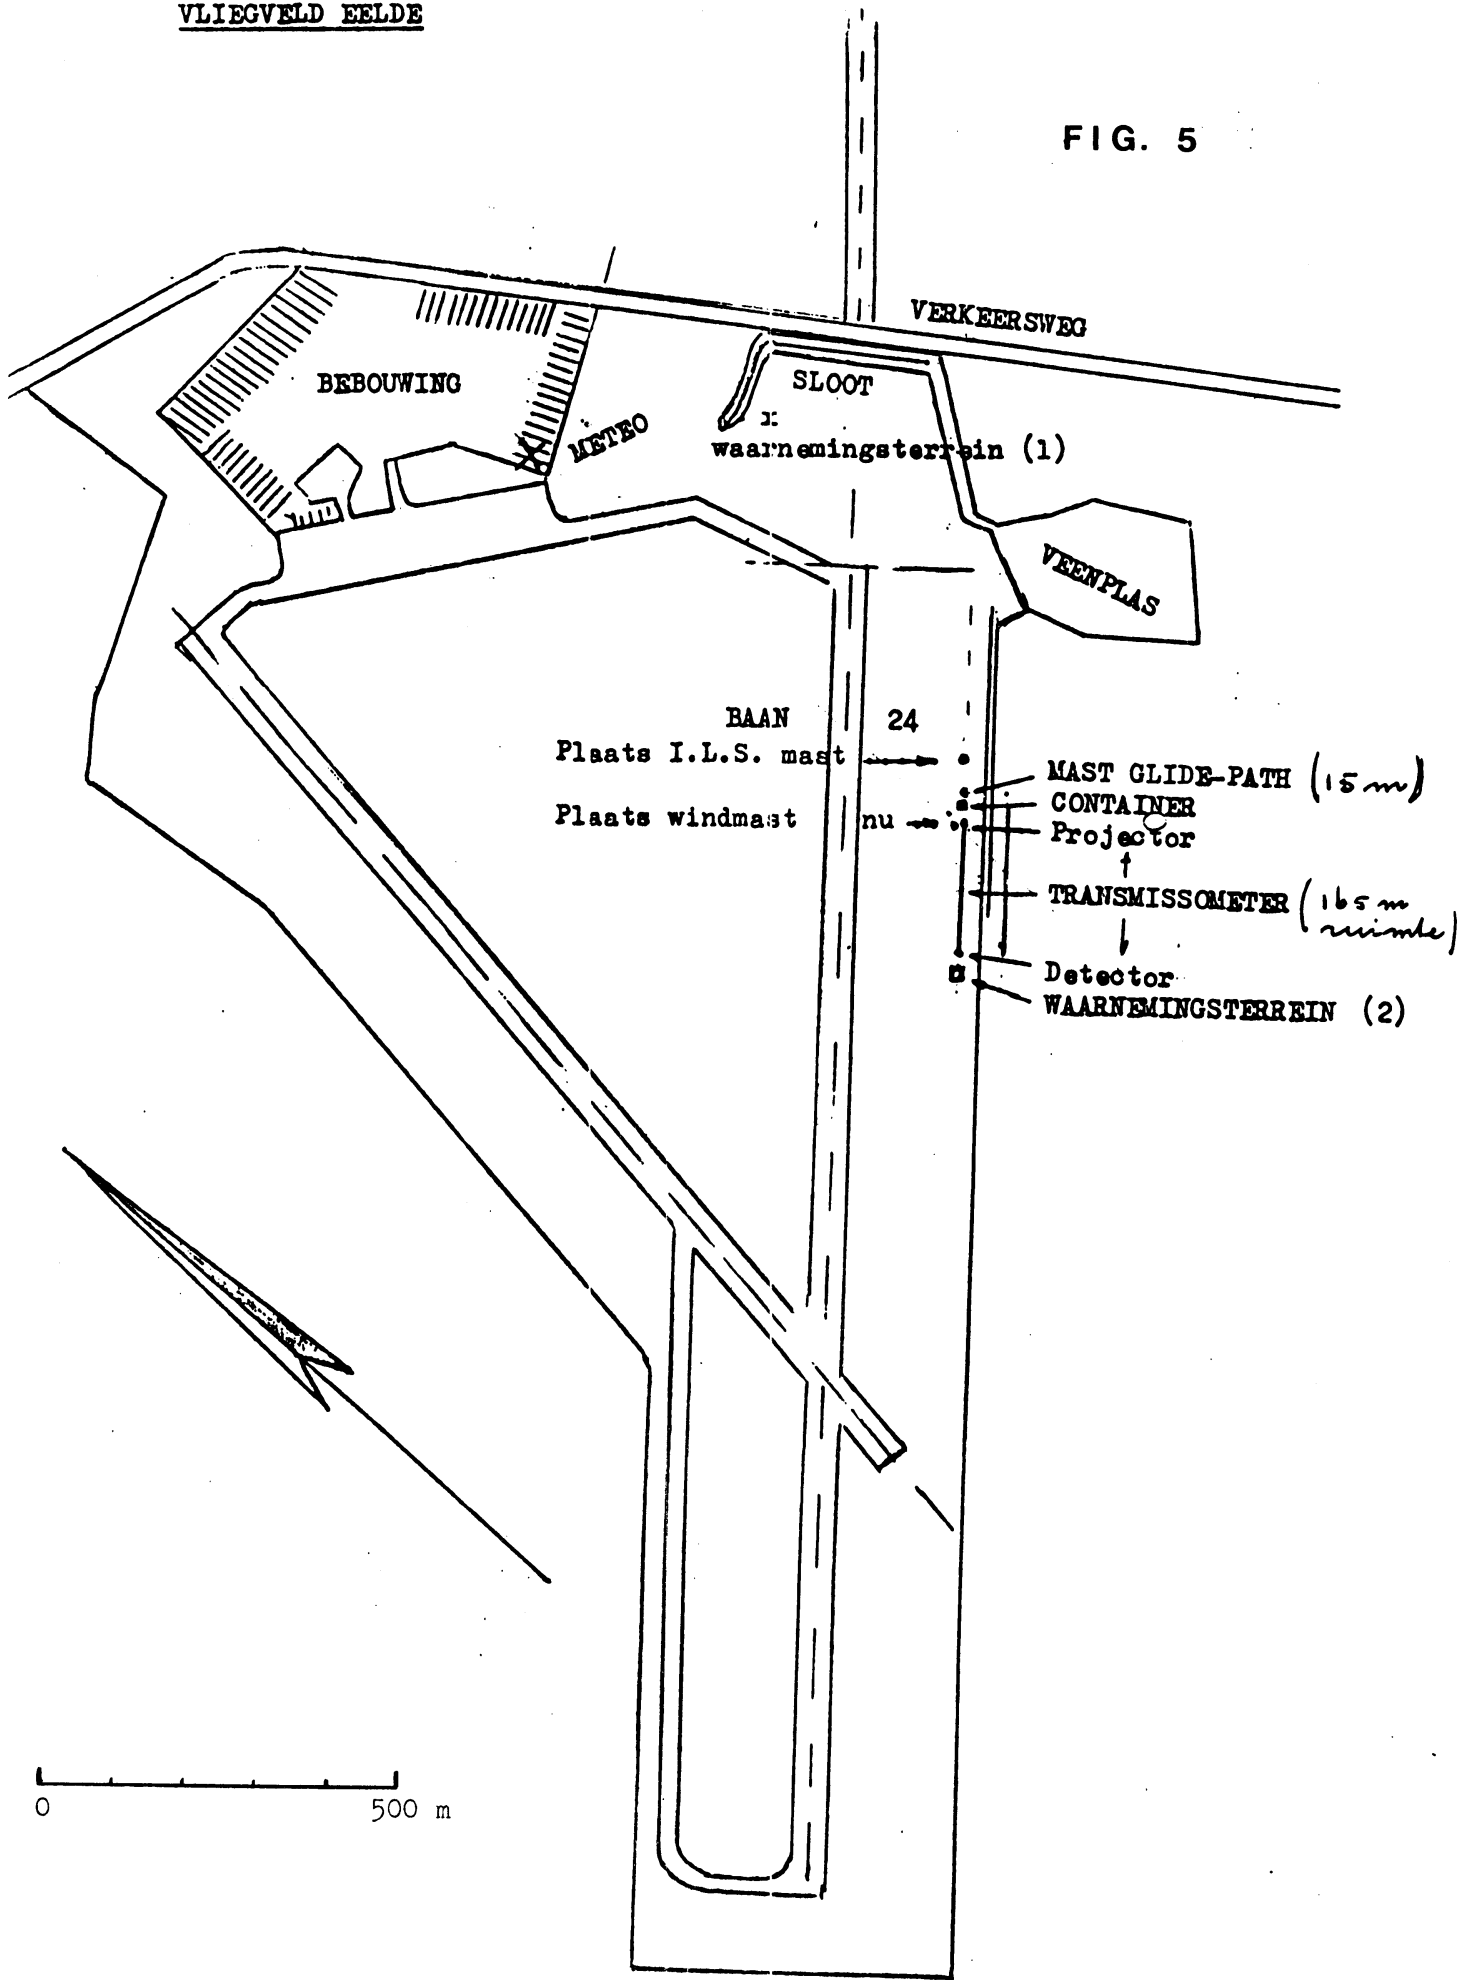 VLIEGVELD EELDE
FIG. 5
VERKEERSWEG
BEBOUWING
SLOOT
METEO
waarnemingsterrein (1)
VEENPLAS
BAAN 24
Plaats I.L.S. mast
MAST GLIDE-PATH (15 m)
CONTAINER
Plaats windmast nu
Projector
TRANSMISSOMETER (165 m
ruimte)
Detector
WAARNEMINGSTERREIN (2)
0 500 m